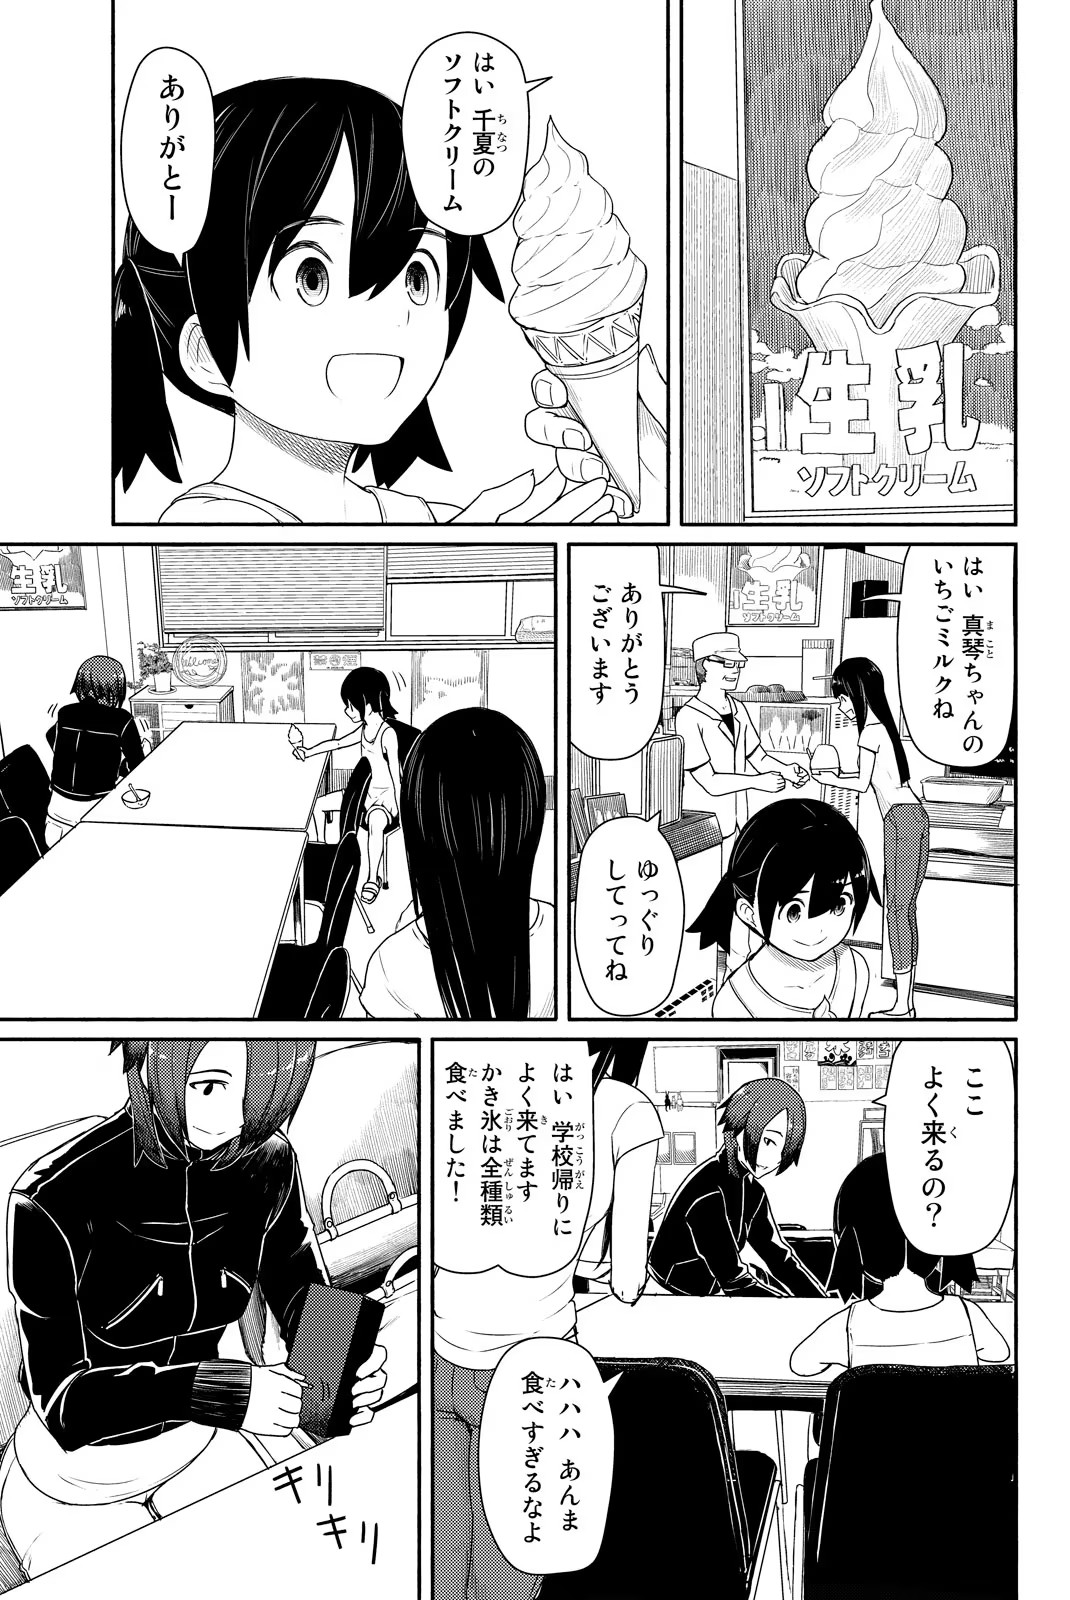 生乳
ソフトクリーム
はい 千夏の
ソフトクリーム
ありがとー
はい 真琴ちゃんの
いちごミルクね
ありがとう
ございます
生乳
ソフトクリーム
ゆっくり
してってね
生乳
ソフトクリーム
Welcome
禁煙
ここ
よく来るの?
はい 学校帰りに
よく来てます
かき氷は全種類
食べました!
ハハハ あんま
食べすぎるなよ
キリ
キリ